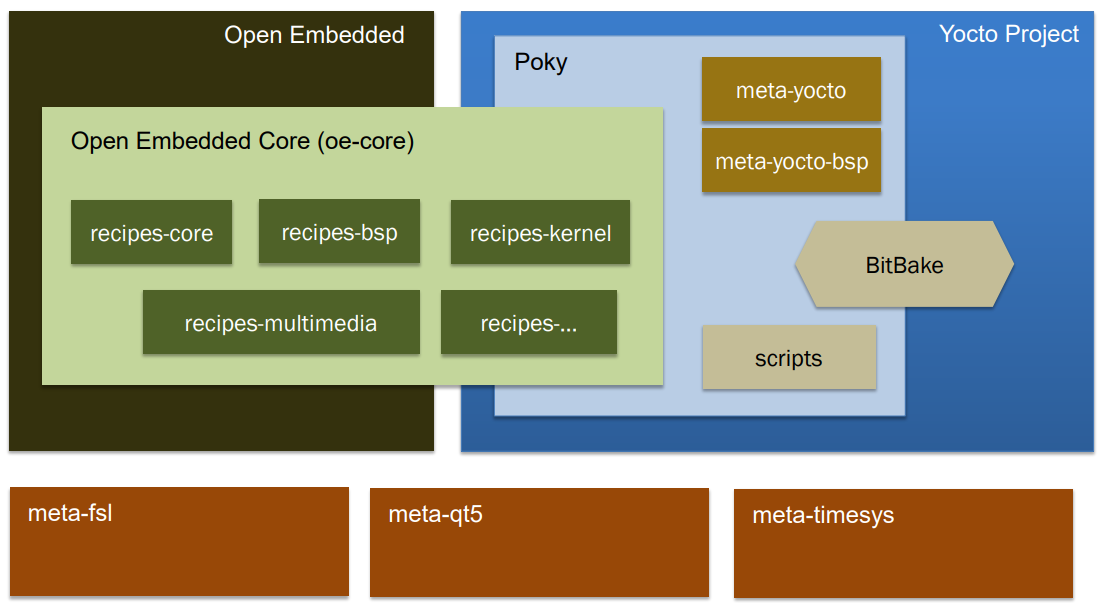 Open Embedded
Yocto Project
Poky
meta-yocto
meta-yocto-bsp
Open Embedded Core (oe-core)
recipes-core
recipes-bsp
recipes-kernel
recipes-multimedia
recipes-...
BitBake
scripts
meta-fsl
meta-qt5
meta-timesys